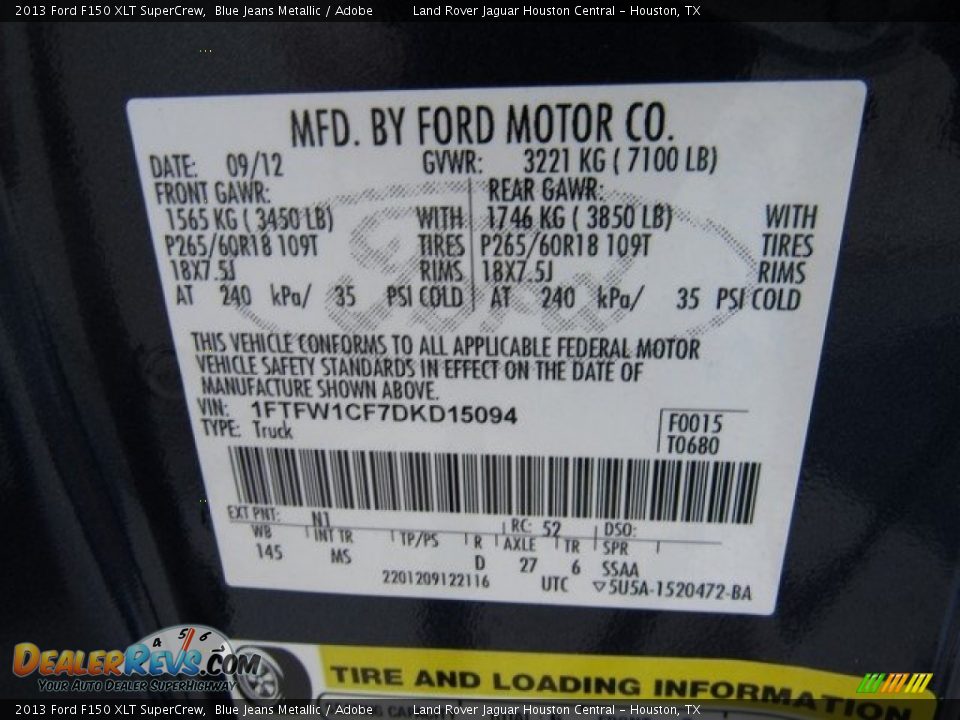 2013 Ford F150 XLT SuperCrew, Blue Jeans Metallic / Adobe Land Rover Jaguar Houston Central - Houston, TX
MFD. BY FORD MOTOR CO.
DATE: 09/12 GVWR: 3221 KG ( 7100 LB)
FRONT GAWR: REAR GAWR:
1565 KG ( 3450 LB) WITH 1746 KG ( 3850 LB) WITH
P265/60R18 109T TIRES P265/60R18 109T TIRES
18X7.5J RIMS 18X7.5J RIMS
AT 240 kPa/ 35 PSI COLD AT 240 kPa/ 35 PSI COLD
THIS VEHICLE CONFORMS TO ALL APPLICABLE FEDERAL MOTOR
VEHICLE SAFETY STANDARDS IN EFFECT ON THE DATE OF
MANUFACTURE SHOWN ABOVE.
VIN: 1FTFW1CF7DKD15094
TYPE: Truck
F0015
T0680
EXT PNT: N1 RC: 52 DSO:
WB INT TR TP/PS R AXLE TR SPR
145 MS D 27 6 SSAA
2201209122116 UTC ▽5U5A-1520472-BA
TIRE AND LOADING INFORMATION
DEALERREVS.COM
4 5 6
YOUR AUTO DEALER SUPERHIGHWAY
2013 Ford F150 XLT SuperCrew, Blue Jeans Metallic / Adobe Land Rover Jaguar Houston Central - Houston, TX